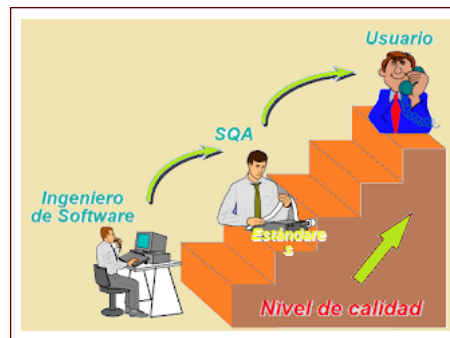 Usuario
SQA
Ingeniero
de Software
Estándare
s
Nivel de calidad